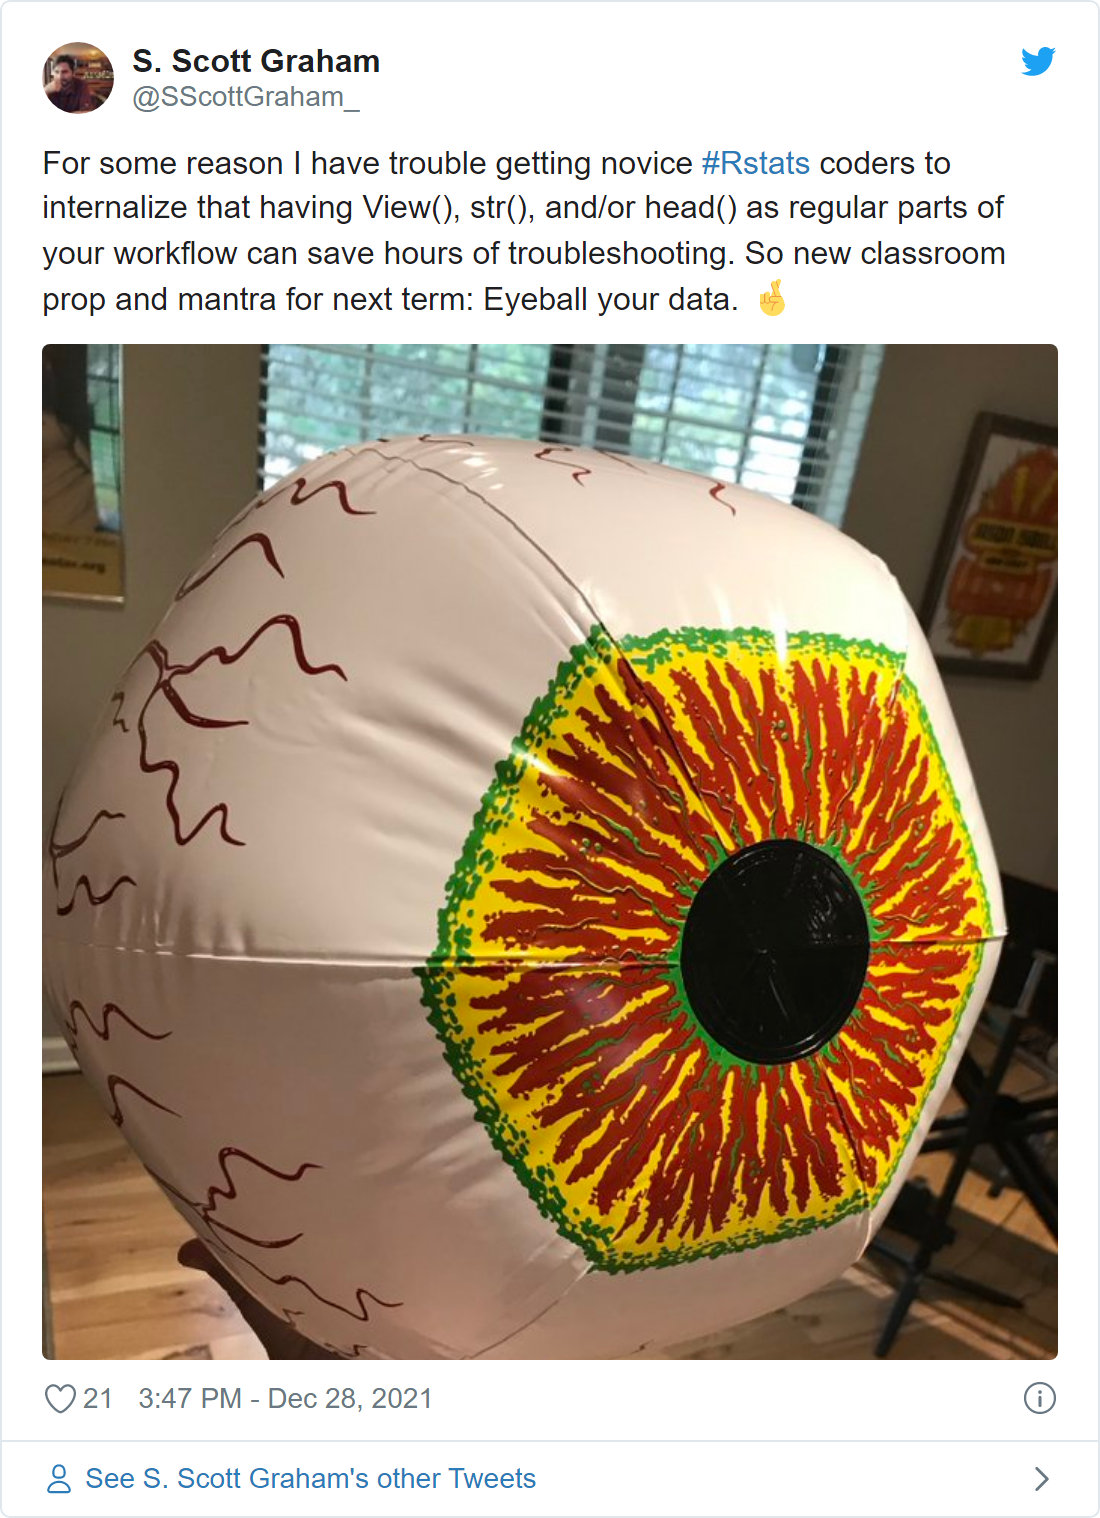 S. Scott Graham
@SScottGraham_
For some reason I have trouble getting novice #Rstats coders to
internalize that having View(), str(), and/or head() as regular parts of
your workflow can save hours of troubleshooting. So new classroom
prop and mantra for next term: Eyeball your data. 🤞
21 3:47 PM - Dec 28, 2021
See S. Scott Graham's other Tweets